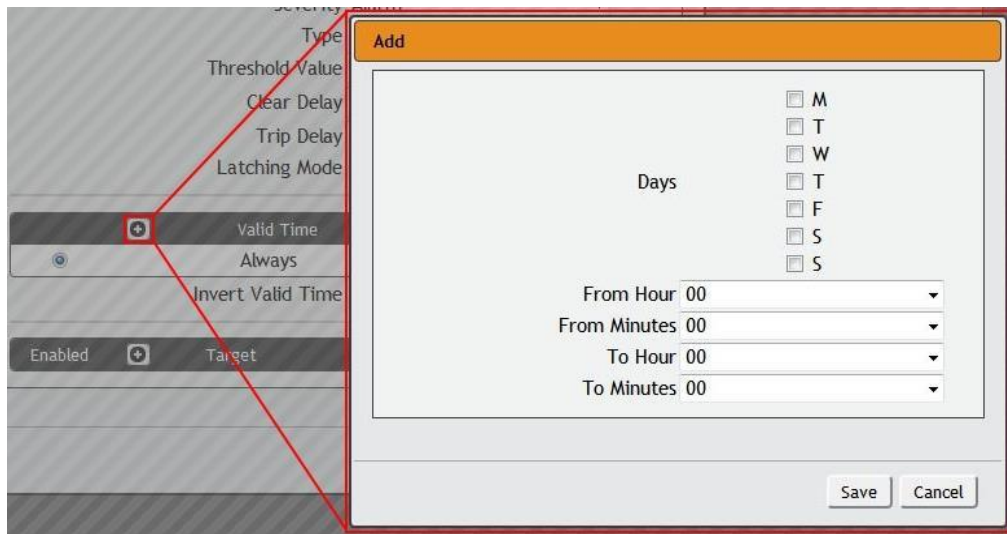 Type
Threshold Value
Clear Delay
Trip Delay
Latching Mode
Valid Time
Always
Invert Valid Time
Enabled Target
Add
Days
M
T
W
T
F
S
S
From Hour 00
From Minutes 00
To Hour 00
To Minutes 00
Save Cancel